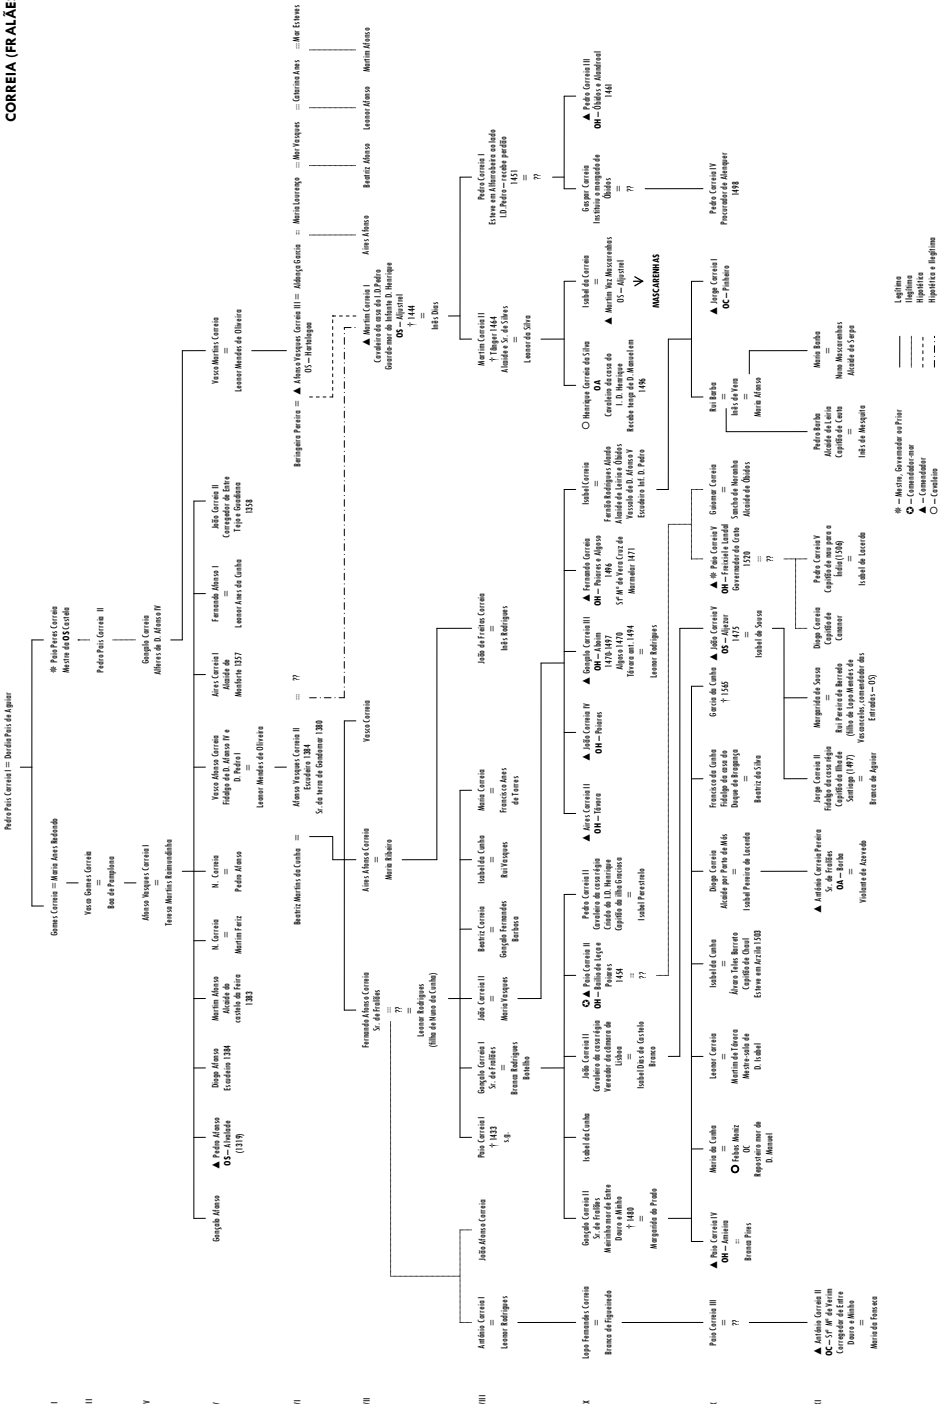 CORREIA (FRALÃE
Pedro Pais Correia I = Dordia Pais de Aguiar
I
Gomes Correia = Maria Anes Redondo
Paio Peres Correia
Mestre da OS Castela
II
Vasco Gomes Correia
=
Boa de Pamplona
Pedro Pais Correia II
V
Afonso Vasques Correia I
=
Teresa Martins Raimundinha
Gonçalo Correia
Alferes de D. Afonso IV
V
Gonçalo Afonso
▲ Pedro Afonso
OS – Alvalade
(1319)
Diogo Afonso
Escudeiro 1384
Martim Afonso
Alcaide do
castelo da Feira
1383
N. Correia
=
Martim Feriz
N. Correia
=
Pedro Afonso
Vasco Afonso Correia
Fidalgo de D. Afonso IV e
D. Pedro I
=
Leonor Mendes de Oliveira
Aires Correia I
Alcaide de
Monforte 1357
Fernando Afonso I
=
Leonor Anes da Cunha
João Correia II
Corregedor de Entre
Tejo e Guadiana
1358
Vasco Martins Correia
=
Leonor Mendes de Oliveira
VI
Beatriz Martins da Cunha =
Afonso Vasques Correia II
Escudeiro 1384
Sr. da terra de Gondomar 1380
= ??
Beringeira Pereira = ▲ Afonso Vasques Correia III = Aldonça Garcia = Maria Lourenço = Mor Vasques = Catarina Anes = Mor Esteves
OS – Hortalagoa
VII
Fernando Afonso Correia
Sr. de Fralães
=
??
=
Leonor Rodrigues
(filha de Nuno da Cunha)
Aires Afonso Correia
=
Maria Ribeiro
Vasco Correia
▲ Martim Correia I
Cavaleiro da casa do I.D.Pedro
Guarda-mor do Infante D. Henrique
OS – Aljustrel
† 1444
=
Inês Dias
Aires Afonso
Beatriz Afonso
Leonor Afonso
Martim Afonso
VIII
António Correia I
=
Leonor Rodrigues
João Afonso Correia
Paio Correia I
† 1433
s.g.
Gonçalo Correia I
Sr. de Fralães
=
Branca Rodrigues
Botelho
João Correia II
=
Maria Vasques
Beatriz Correia
=
Gonçalo Fernandes
Barbosa
Isabel da Cunha
=
Rui Vasques
Maria Correia
=
Francisco Anes
de Torres
João de Freitas Correia
=
Inês Rodrigues
Martim Correia II
† Tânger 1464
Alcaide e Sr. de Silves
=
Leonor da Silva
Pedro Correia I
Esteve em Alfarrobeira ao lado
I.D.Pedro – recebe perdão
1451
=
??
X
Lopo Fernandes Correia
=
Branca de Figueiredo
Gonçalo Correia II
Sr. de Fralães
Meirinho mor de Entre
Douro e Minho
† 1480
=
Margarida do Prado
Isabel da Cunha
João Correia II
Cavaleiro da casa régia
Vereador da câmara de
Lisboa
=
Isabel Dias de Castelo
Branco
▲ Paio Correia II
OH – Bailio de Leça e
Poiares
1454
=
??
Pedro Correia II
Cavaleiro da casa régia
Criado do I.D. Henrique
Capitão da ilha Graciosa
=
Isabel Perestrelo
▲ Aires Correia II
OH – Távora
▲ João Correia IV
OH – Poiares
▲ Gonçalo Correia III
OH – Aboim
1470-1497
Algoso 1470
Távora ant. 1494
=
Leonor Rodrigues
▲ Fernando Correia
OH – Poiares e Algoso
1496
Stª Mª de Vera Cruz de
Marmelar 1471
Isabel Correia
=
Fernão Rodrigues Alardo
Alcaide de Leiria e Óbidos
Vassalo de D. Afonso V
Escudeiro Inf. D. Pedro
○ Henrique Correia da Silva
OA
Cavaleiro da casa do
I. D. Henrique
Recebe tença de D. Manuel em
1496
Isabel da Correia
=
▲ Martim Vaz Mascarenhas
OS – Aljustrel
MASCARENHAS
Gaspar Correia
Instituiu o morgado de
Óbidos
=
??
▲ Pedro Correia III
OH – Óbidos e Alandroal
1461
X
Paio Correia III
=
??
▲ Paio Correia IV
OH – Amieira
=
Branca Pires
Maria da Cunha
=
○ Febos Moniz
OC
Reposteiro mor de
D. Manuel
Leonor Correia
=
Martim de Távora
Mestre-sala de
D. Isabel
Isabel da Cunha
=
Álvaro Teles Barreto
Capitão de Chaul
Esteve em Arzila 1503
Diogo Correia
Alcaide por Porto de Mós
=
Isabel Pereira de Lacerda
Francisco da Cunha
Fidalgo da casa do
Duque de Bragança
=
Beatriz da Silva
Garcia da Cunha
† 1565
▲ João Correia V
OS – Aljezur
1475
=
Isabel de Sousa
▲ Paio Correia V
OH – Freixiel e Landal
Governador do Crato
1520
=
??
Guiomar Correia
=
Sancho de Noronha
Alcaide de Óbidos
Rui Barba
=
Inês de Vera
=
Maria Afonso
▲ Jorge Correia I
OC – Pinheiro
Pedro Correia IV
Procurador de Alenquer
1498
XI
▲ António Correia II
OC – Stª Mª de Verim
Corregedor de Entre
Douro e Minho
=
Maria da Fonseca
▲ António Correia Pereira
Sr. de Fralães
OA – Borba
=
Violante de Azevedo
Jorge Correia II
Fidalgo da casa régia
Capitão da Ilha de
Santiago (1497)
=
Branca de Aguiar
Margarida de Sousa
=
Rui Pereira de Berredo
(filho de Lopo Mendes de
Vasconcelos, comendador das
Entradas – OS)
Diogo Correia
Capitão de
Cananor
Pedro Correia V
Capitão de nau para a
Índia (1506)
=
Isabel de Lacerda
Pedro Barba
Alcaide de Leiria
Capitão de Ceuta
=
Inês de Mesquita
Maria Barba
=
Nuno Mascarenhas
Alcaide de Serpa
– Mestre, Governador ou Prior
– Comendador-mor
▲ – Comendador
○ – Cavaleiro
Legítima
Ilegítima
Hipotética
Hipotética e Ilegítima